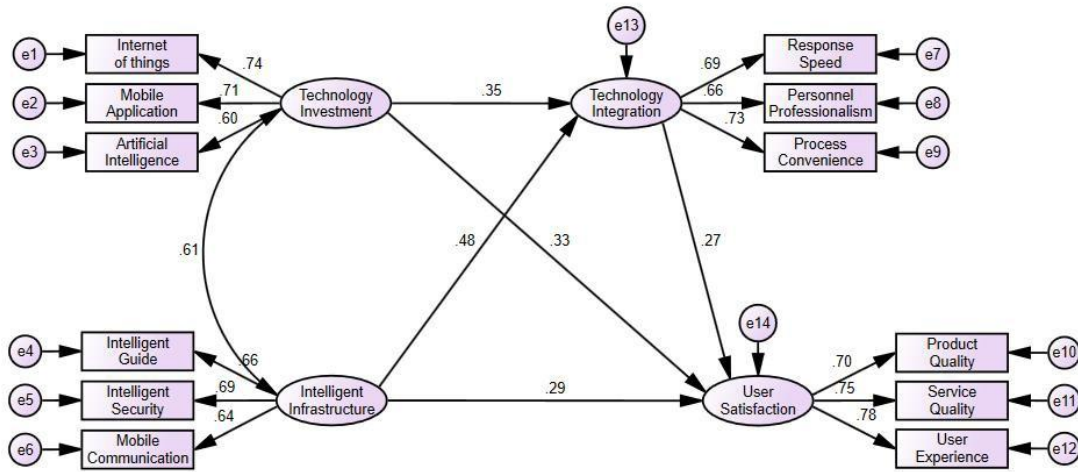 e13
e1
Internet
of things
.74
Response
Speed
e7
.69
e2
Mobile
Application
.71
Technology
Investment
.35
Technology
Integration
.66
Personnel
Professionalism
e8
.60
.73
e3
Artificial
Intelligence
Process
Convenience
e9
.61
.48
.33
.27
e14
e4
Intelligent
Guide
.66
.70
Product
Quality
e10
e5
Intelligent
Security
.69
Intelligent
Infrastructure
.29
User
Satisfaction
.75
Service
Quality
e11
.64
.78
e6
Mobile
Communication
User
Experience
e12